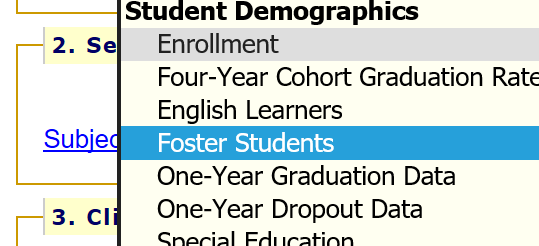 Student Demographics
2. Se
Enrollment
Four-Year Cohort Graduation Rate
English Learners
Subjec
Foster Students
One-Year Graduation Data
One-Year Dropout Data
3. Cli
Special Education